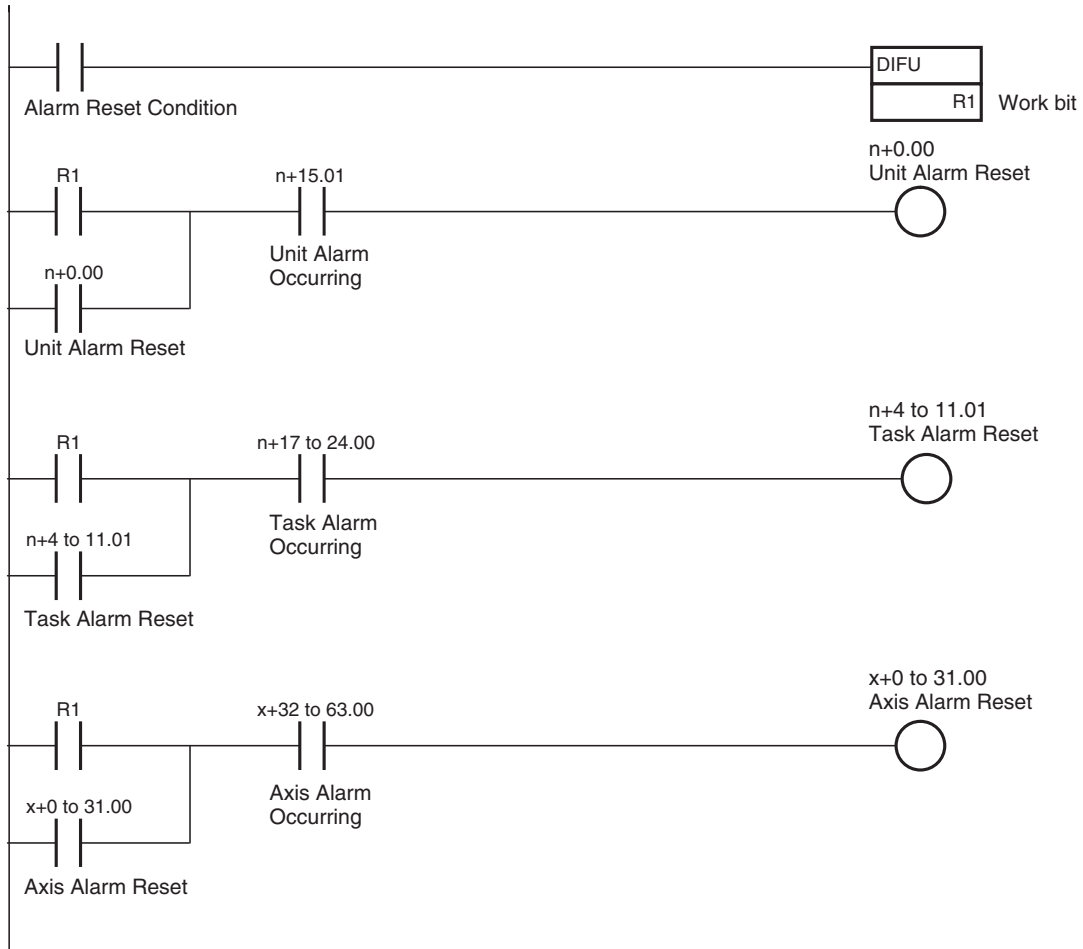 DIFU
R1 Work bit
Alarm Reset Condition
n+0.00
Unit Alarm Reset
R1
n+15.01
Unit Alarm
Occurring
n+0.00
Unit Alarm Reset
n+4 to 11.01
Task Alarm Reset
R1
n+17 to 24.00
Task Alarm
Occurring
n+4 to 11.01
Task Alarm Reset
x+0 to 31.00
Axis Alarm Reset
R1
x+32 to 63.00
Axis Alarm
Occurring
x+0 to 31.00
Axis Alarm Reset